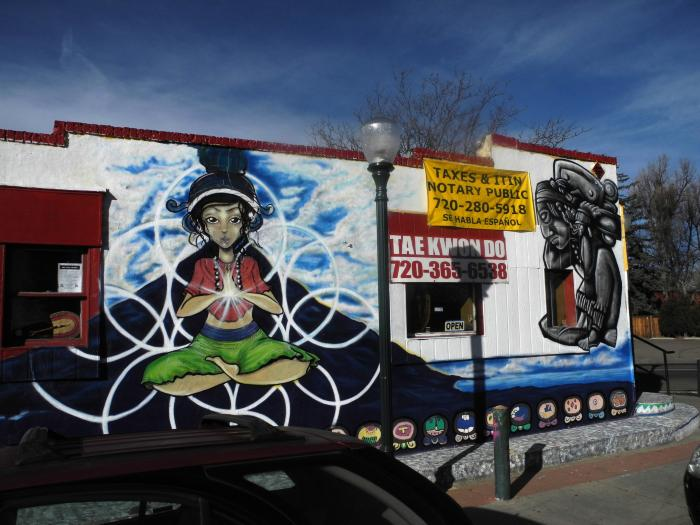 TAXES & ITIN
NOTARY PUBLIC
720-280-5918
SE HABLA ESPAÑOL
TAE KWON DO
720-365-6538
OPEN